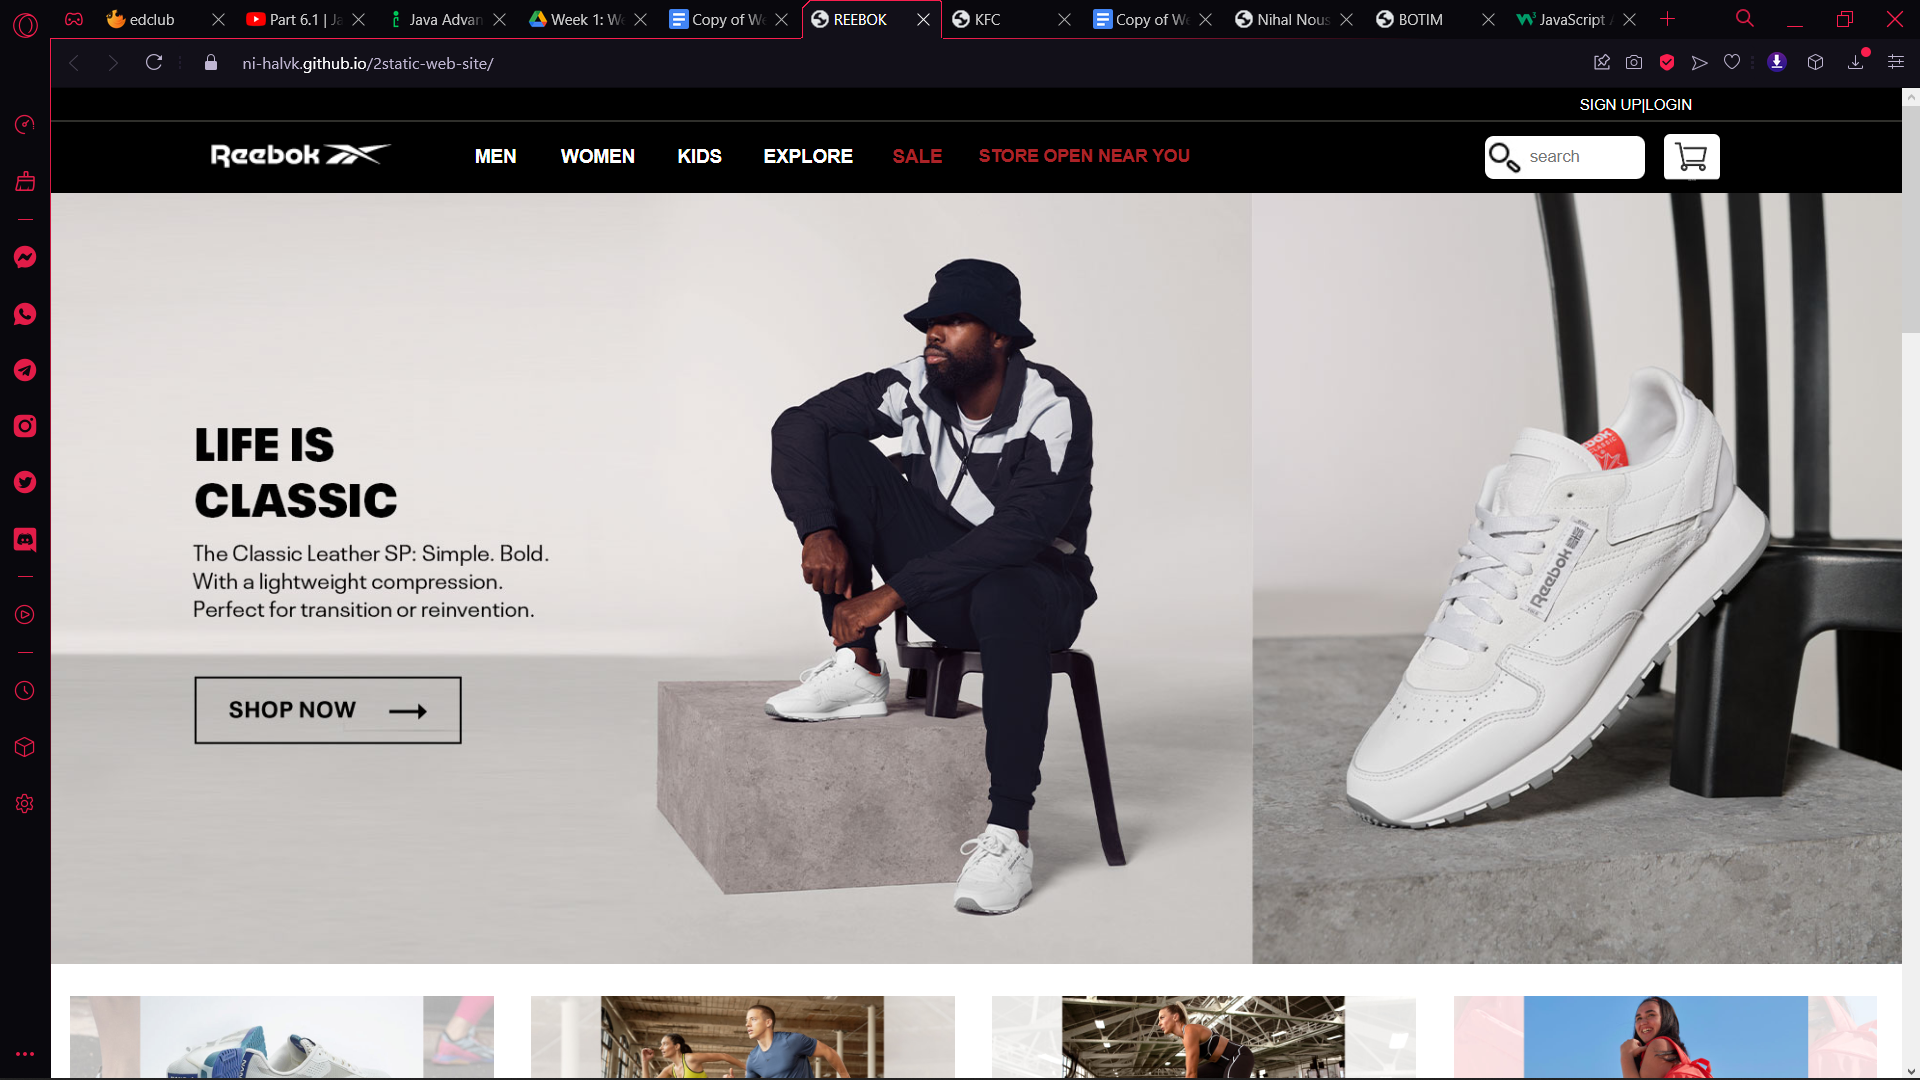 edclub
Part 6.1 | Ja
Java Advan
Week 1: We
Copy of We
REEBOK
KFC
Copy of We
Nihal Nous
BOTIM
JavaScript A
ni-halvk.github.io/2static-web-site/
SIGN UP|LOGIN
Reebok
MEN
WOMEN
KIDS
EXPLORE
SALE
STORE OPEN NEAR YOU
search
LIFE IS
CLASSIC
The Classic Leather SP: Simple. Bold.
With a lightweight compression.
Perfect for transition or reinvention.
SHOP NOW
Reebok